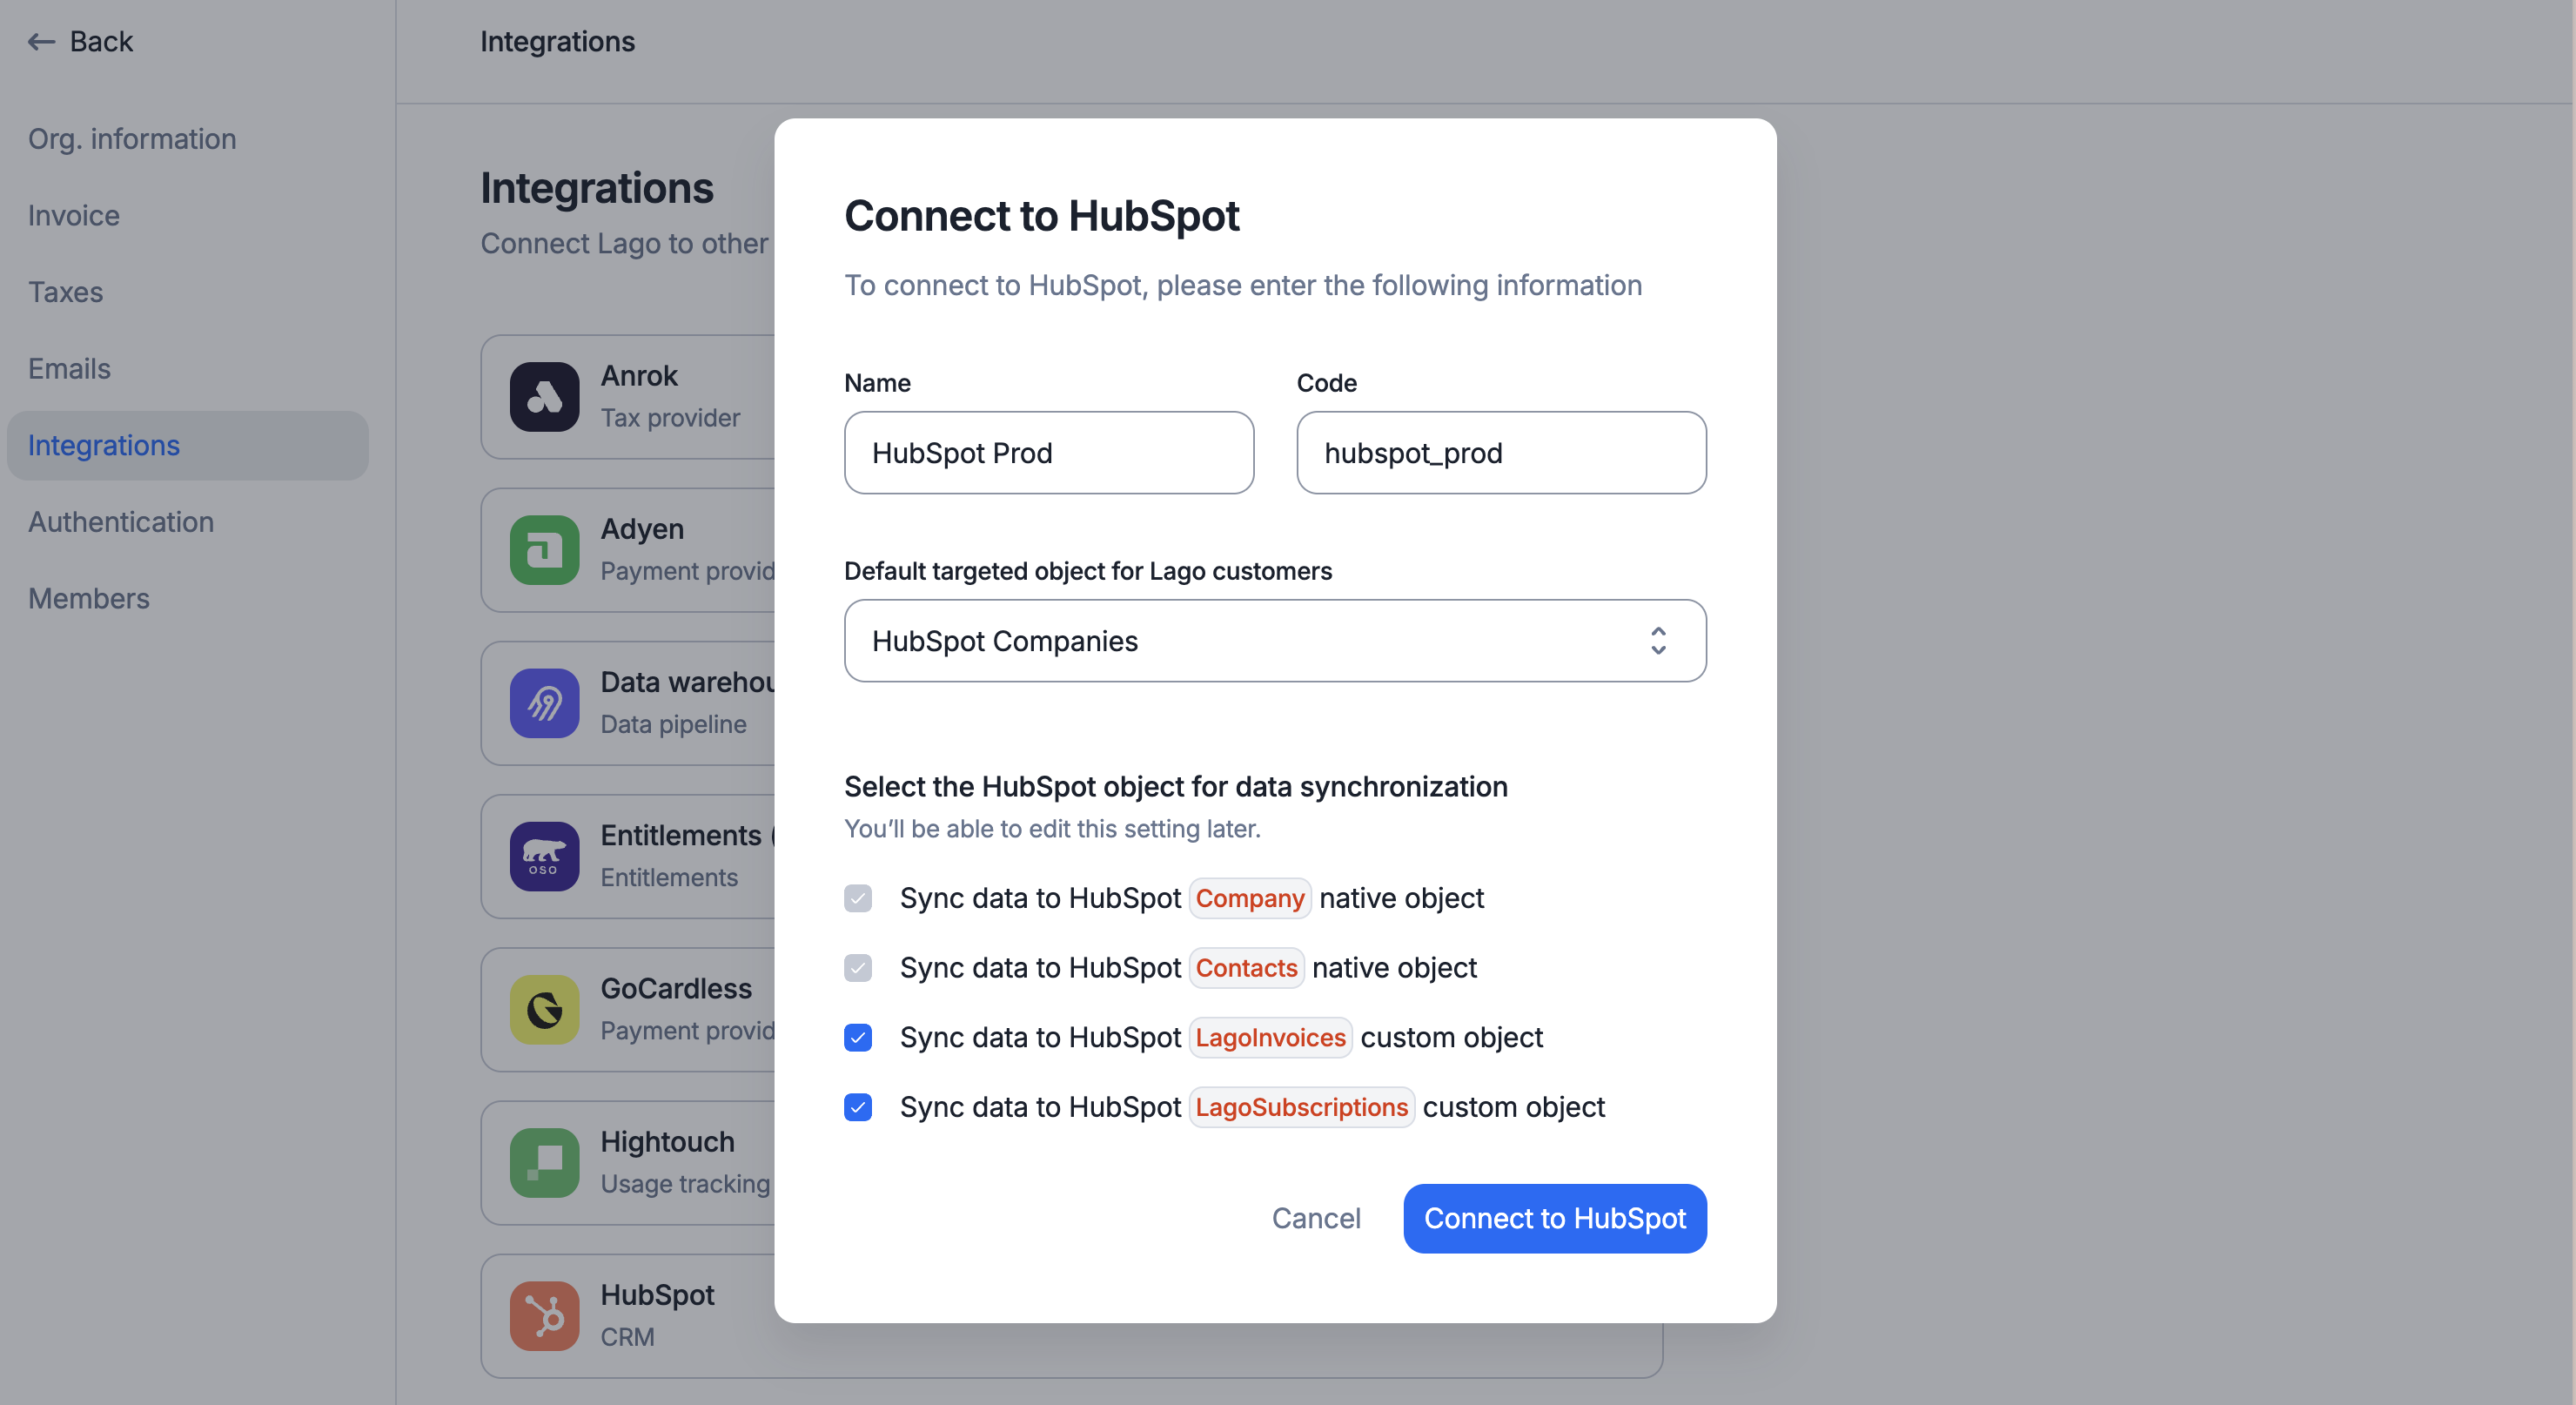 Back
Org. information
Invoice
Taxes
Emails
Integrations
Authentication
Members
Integrations
Integrations
Connect Lago to other
Anrok
Tax provider
Adyen
Payment provid
Data warehou
Data pipeline
OSO
Entitlements (
Entitlements
GoCardless
Payment provid
Hightouch
Usage tracking
HubSpot
CRM
Connect to HubSpot
To connect to HubSpot, please enter the following information
Name
Code
HubSpot Prod
hubspot_prod
Default targeted object for Lago customers
HubSpot Companies
Select the HubSpot object for data synchronization
You’ll be able to edit this setting later.
Sync data to HubSpot Company native object
Sync data to HubSpot Contacts native object
Sync data to HubSpot LagoInvoices custom object
Sync data to HubSpot LagoSubscriptions custom object
Cancel
Connect to HubSpot